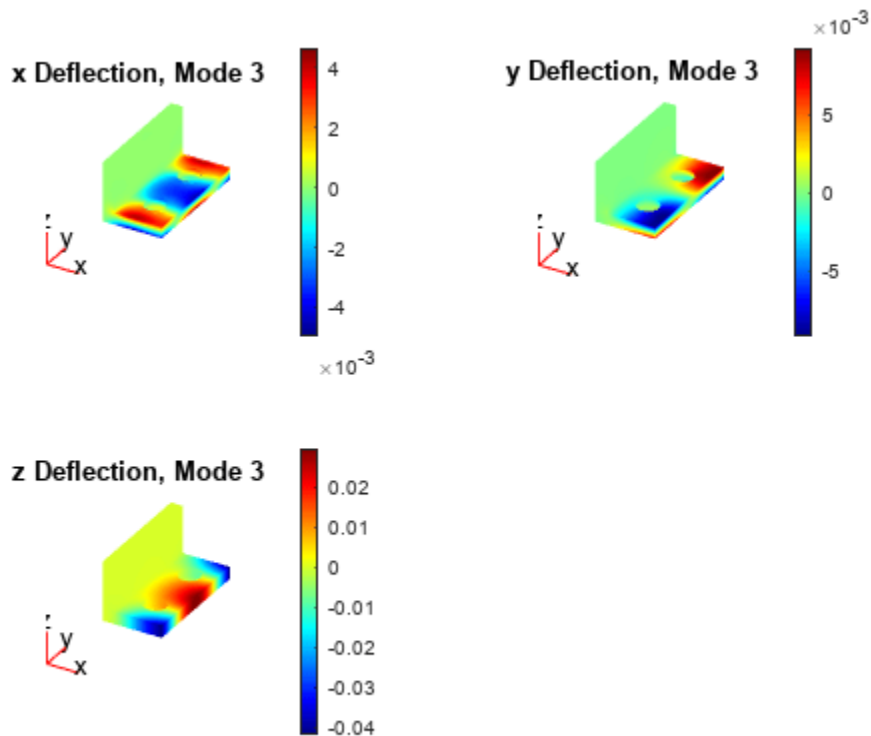 x Deflection, Mode 3
4
2
0
-2
-4
×10-3
z
y
x
×10-3
y Deflection, Mode 3
5
0
-5
z
y
x
z Deflection, Mode 3
0.02
0.01
0
-0.01
-0.02
-0.03
-0.04
z
y
x